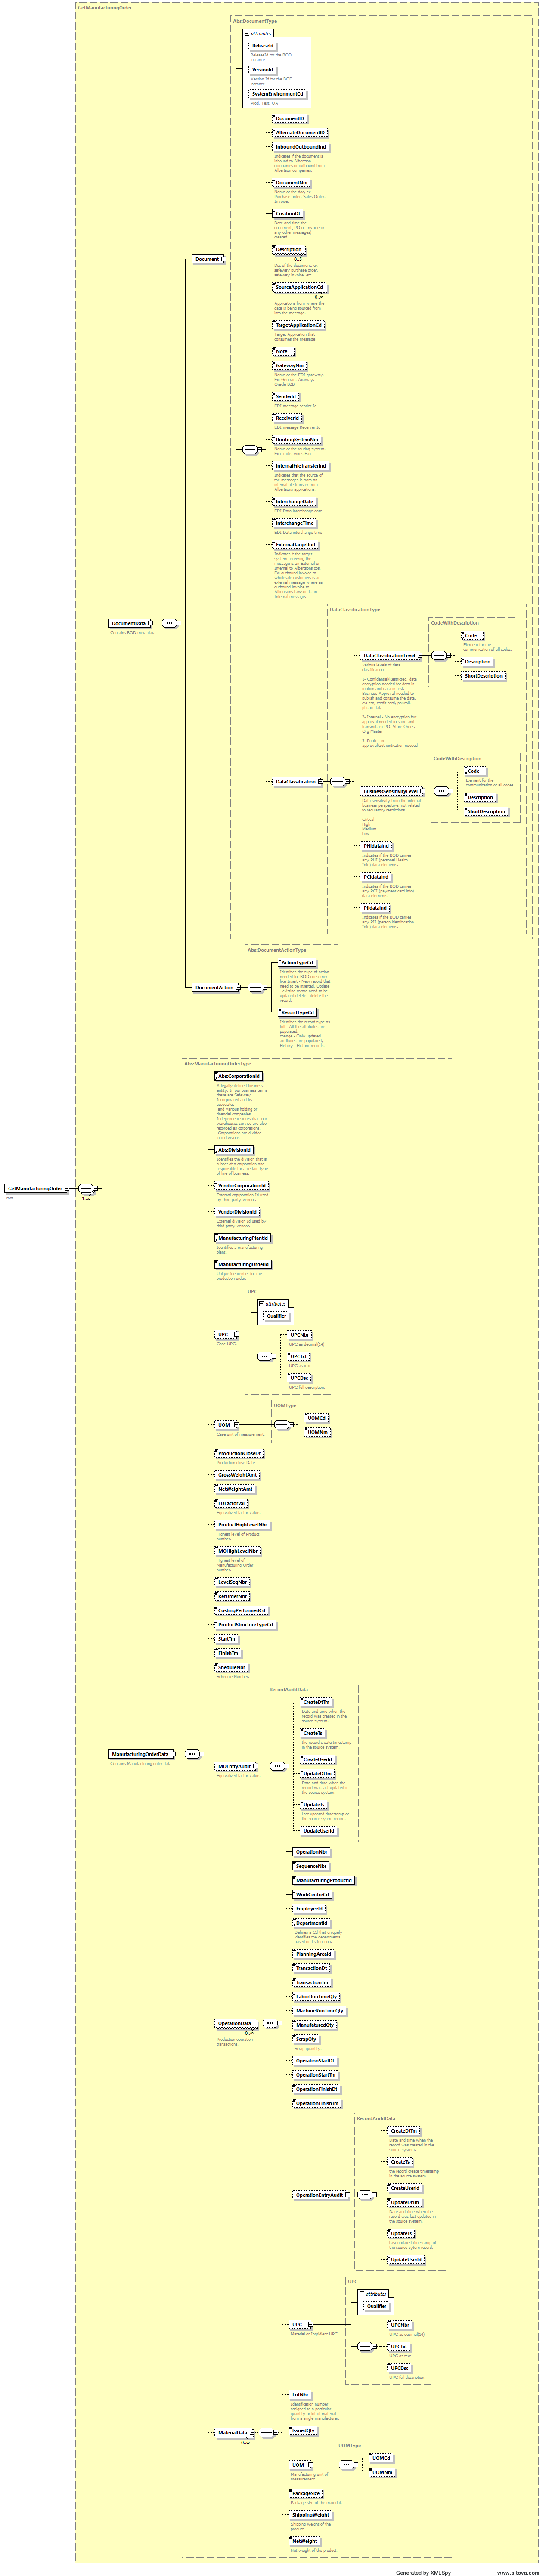 GetManufacturingOrder
AbsDocumentType
attributes
ReleaseId
ReleaseId for the BOD
instance
VersionId
Version Id for the BOD
instance
SystemEnvironmentCd
Prod, Test, QA
Document
DocumentID
AlternateDocumentID
InboundOutboundInd
Indicates if the document is
inbound to Albertson
companies or outbound from
Albertson companies.
DocumentNm
Name of the doc, ex
Purchase order, Sales Order,
Invoice.
CreationDt
Date and time the
document( PO or Invoice or
any other messages)
created.
Description
0..5
Doc of the document, ex:
safeway purchase order,
safeway invoice, etc
SourceApplicationCd
0..∞
Applications from where the
data is being sourced from
into the message.
TargetApplicationCd
Target Application that
consumes the message.
Note
GatewayNm
Name of the EDI gateway:
Ex: Gentran, Axeway,
Oracle B2B
SenderId
EDI message sender Id
ReceiverId
EDI message Receiver Id
RoutingSystemNm
Name of the routing system.
Ex ITrade, wims Pac
InternalFileTransferInd
Indicates that the source of
the messages is from an
internal file transfer from
Albertsons applications
InterchangeDate
EDI Data interchange date
InterchangeTime
EDI Data interchange time
ExternalTargetInd
Indicates if the target
system receiving the
message is an External or
Internal to Albertsons ice.
Ex: outbound invoice to
wholesale customers is an
external message where as
outbound invoice to
Albertsons Lawson is an
Internal message.
DataClassificationType
DataClassification
DataClassificationLevel
various levels of data
classification
1- Confidential(Restricted), data
encryption needed for data in
motion and data in rest,
Business Approval needed to
publish and consume the data.
ex: ssn, credit card, payroll,
phi,pci data
2- Internal - No encryption but
approval needed to store and
transmit, ex PO, Store Order,
Org Master
3- Public - no
approval/authentication needed
CodeWithDescription
Code
Element for the
communication of all codes.
Description
ShortDescription
BusinessSensitivityLevel
Data sensitivity from the internal
business perspective, not related
to regulatory restrictions.
Critical
High
Medium
Low
CodeWithDescription
Code
Element for the
communication of all codes.
Description
ShortDescription
PHIdataInd
Indicates if the BOD carries
any PHI (personal Health
Info) data elements.
PCIdataInd
Indicates if the BOD carries
any PCI (payment card info)
data elements
PIIdataInd
Indicates if the BOD carries
any PII (person identification
Info) data elements
DocumentData
Contains BOD meta data
DocumentAction
AbsDocumentActionType
ActionTypeCd
Identifies the type of action
needed for BOD consumer
like Insert - New record that
need to be inserted, Update
- existing record need to be
updated,delete - delete the
record.
RecordTypeCd
Identifies the record type as
full - All the attributes are
populated,
change - Only updated
attributes are populated,
history - historic records.
GetManufacturingOrder
root
1..∞
AbsManufacturingOrderType
AbsCorporationId
A legally defined business
entity. In our business terms
these are Safeway
Incorporated and its
associates
and various holding or
financial companies.
Independent stores that our
warehouses service are also
recorded as corporations.
Corporations are divided
into divisions
AbsDivisionId
Identifies the division that is
subset of a corporation and
responsible for a certain type
of line of business.
VendorCorporationId
External coproration Id used
by third party vendor.
VendorDivisionId
External division Id used by
third party vendor.
ManufacturingPlantId
Identifies a manufacturing
plant.
ManufacturingOrderId
Unique identifier for the
production order.
UPC
Case UPC.
UPC
attributes
Qualifier
UPCNbr
UPC as decimal(14)
UPCTxt
UPC as text
UPCDsc
UPC full description.
UOM
Case unit of measurement.
UOMType
UOMCd
UOMNm
ProductionCloseDt
Production close Date
GrossWeightAmt
NetWeightAmt
EQFactorVal
Equivalized factor value.
ProductHighLevelNbr
Highest level of Product
number.
MOHighLevelNbr
Highest level of
Manufacturing Order
number.
LevelSeqNbr
RefOrderNbr
CostingPerformedCd
ProductStructureTypeCd
StartTm
FinishTm
SheduleNbr
Schedule Number.
ManufacturingOrderData
Contains Manufacturing order data
MOEntryAudit
Equivalized factor value.
RecordAuditData
CreateDtTm
Date and time when the
record was created in the
source system.
CreateTs
the record create timestamp
in the source system.
CreateUserId
UpdateDtTm
Date and time when the
record was last updated in
the source system.
UpdateTs
Last updated timestamp of
the source sytem record.
UpdateUserId
OperationData
0..∞
Production operation
transactions.
OperationNbr
SequenceNbr
ManufacturingProductId
WorkCentreCd
EmployeeId
DepartmentId
Defines a Cd that uniquely
identifies the departments
based on its function
PlanningAreaId
TransactionDt
TransactionTm
LaborRunTimeQty
MachineRunTimeQty
ManufaturedQty
ScrapQty
Scrap quantity.
OperationStartDt
OperationStartTm
OperationFinishDt
OperationFinishTm
OperationEntryAudit
RecordAuditData
CreateDtTm
Date and time when the
record was created in the
source system.
CreateTs
the record create timestamp
in the source system.
CreateUserId
UpdateDtTm
Date and time when the
record was last updated in
the source system.
UpdateTs
Last updated timestamp of
the source sytem record.
UpdateUserId
MaterialData
0..∞
UPC
Material or Ingredient UPC.
UPC
attributes
Qualifier
UPCNbr
UPC as decimal(14)
UPCTxt
UPC as text
UPCDsc
UPC full description.
LotNbr
Identification number
assigned to a particular
quantity or lot of material
from a single manufacturer.
IssuedQty
UOM
Manufacturing unit of
measurement.
UOMType
UOMCd
UOMNm
PackageSize
Package size of the material.
ShippingWeight
Shipping weight of the
product.
NetWeight
Net weight of the product.
Generated by XMLSpy
www.altova.com